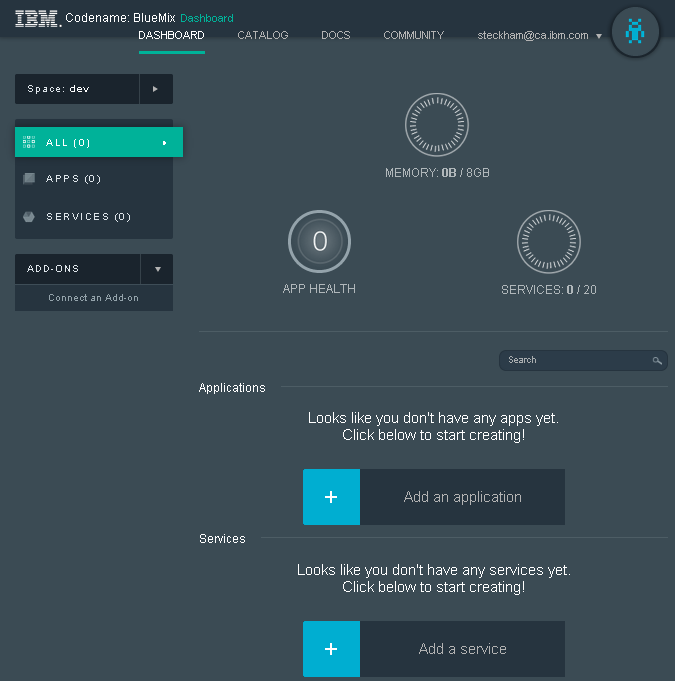 IBM. Codename: BlueMix Dashboard
DASHBOARD CATALOG DOCS COMMUNITY steckham@ca.ibm.com
Space: dev
ALL (0)
APPS (0)
SERVICES (0)
ADD-ONS
Connect an Add-on
MEMORY: 0B / 8GB
0
APP HEALTH
SERVICES: 0 / 20
Search
Applications
Looks like you don't have any apps yet.
Click below to start creating!
+ Add an application
Services
Looks like you don't have any services yet.
Click below to start creating!
+ Add a service